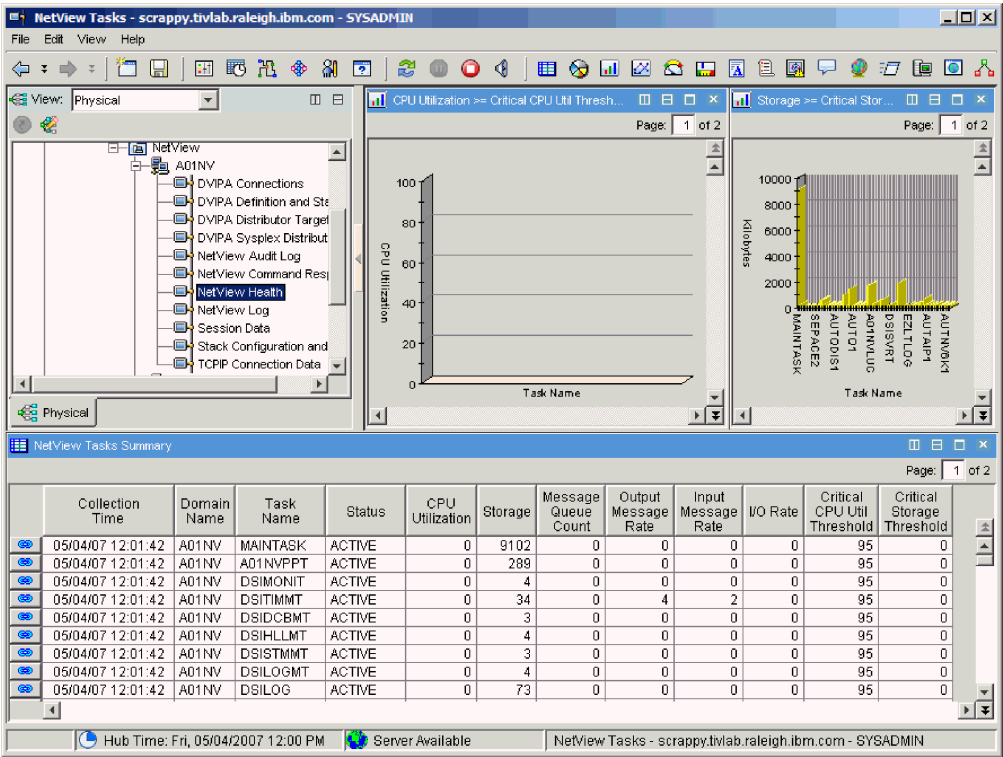 NetView Tasks - scrappy.tivlab.raleigh.ibm.com - SYSADMIN
File Edit View Help
View: Physical
NetView
A01NV
DVIPA Connections
DVIPA Definition and Sta
DVIPA Distributor Target
DVIPA Sysplex Distribut
NetView Audit Log
NetView Command Resp
NetView Health
NetView Log
Session Data
Stack Configuration and
TCPIP Connection Data
Physical
CPU Utilization >= Critical CPU Util Thresh...
Page: 1 of 2
100
80
60
40
20
0
CPU Utilization
Task Name
Storage >= Critical Stor...
Page: 1 of 2
10000
8000
6000
4000
2000
0
Kilobytes
MAINTASK
SEPACE2
AUTODIS1
AUTO1
A01NVLUC
DSISVRT
EZLTLOG
AUTAIP1
AUTNV6K1
Task Name
NetView Tasks Summary
Page: 1 of 2
Collection Time Domain Name Task Name Status CPU Utilization Storage Message Queue Count Output Message Rate Input Message Rate I/O Rate Critical CPU Util Threshold Critical Storage Threshold
05/04/07 12:01:42 A01NV MAINTASK ACTIVE 0 9102 0 0 0 0 95 0
05/04/07 12:01:42 A01NV A01NVPPT ACTIVE 0 289 0 0 0 0 95 0
05/04/07 12:01:42 A01NV DSIMONIT ACTIVE 0 4 0 0 0 0 95 0
05/04/07 12:01:42 A01NV DSITIMMT ACTIVE 0 34 0 4 2 0 95 0
05/04/07 12:01:42 A01NV DSIDCBMT ACTIVE 0 3 0 0 0 0 95 0
05/04/07 12:01:42 A01NV DSIHLLMT ACTIVE 0 4 0 0 0 0 95 0
05/04/07 12:01:42 A01NV DSISTMMT ACTIVE 0 3 0 0 0 0 95 0
05/04/07 12:01:42 A01NV DSILOGMT ACTIVE 0 4 0 0 0 0 95 0
05/04/07 12:01:42 A01NV DSILOG ACTIVE 0 73 0 0 0 0 95 0
Hub Time: Fri, 05/04/2007 12:00 PM Server Available NetView Tasks - scrappy.tivlab.raleigh.ibm.com - SYSADMIN